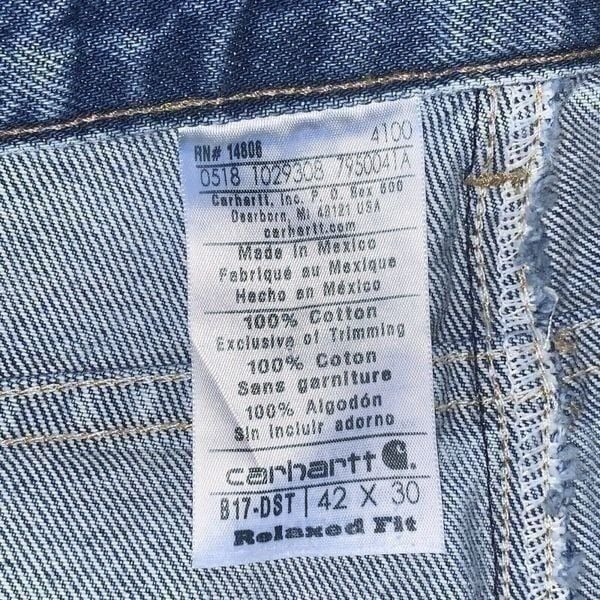 RN# 14806 4100
0518 1029308 7950041A
Carhartt, Inc. P. O. Box 600
Dearborn, MI 48121 USA
carhartt.com
Made in Mexico
Fabriqué au Mexique
Hecho en México
100% Cotton
Exclusive of Trimming
100% Coton
Sans garniture
100% Algodón
Sin incluir adorno
carhartt
B17-DST | 42 X 30
Relaxed Fit